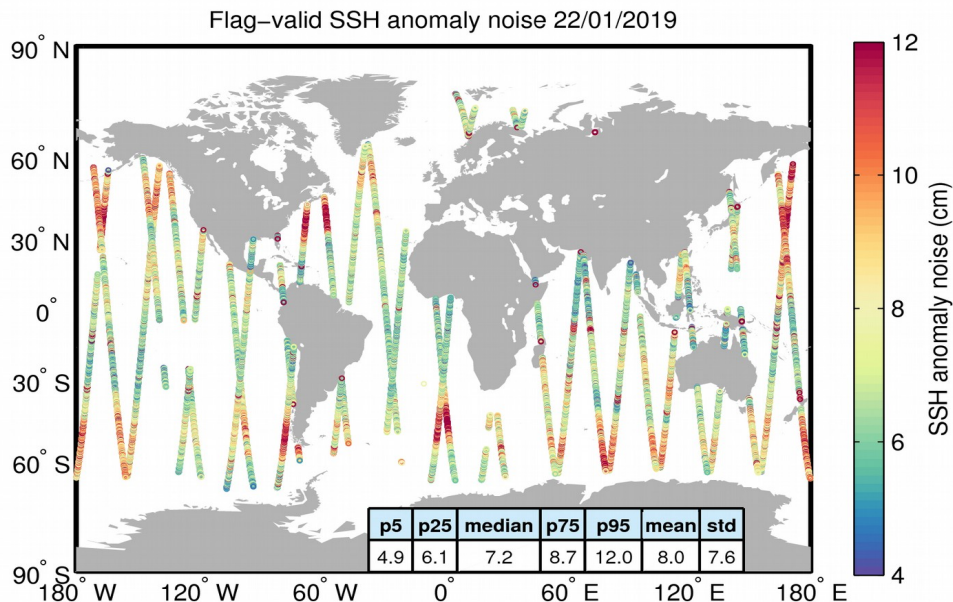 Flag–valid SSH anomaly noise 22/01/2019
90° N
60° N
30° N
0°
30° S
60° S
90° S
180° W
120° W
60° W
0°
60° E
120° E
180° E
p5 p25 median p75 p95 mean std
4.9 6.1 7.2 8.7 12.0 8.0 7.6
12
10
8
6
4
SSH anomaly noise (cm)